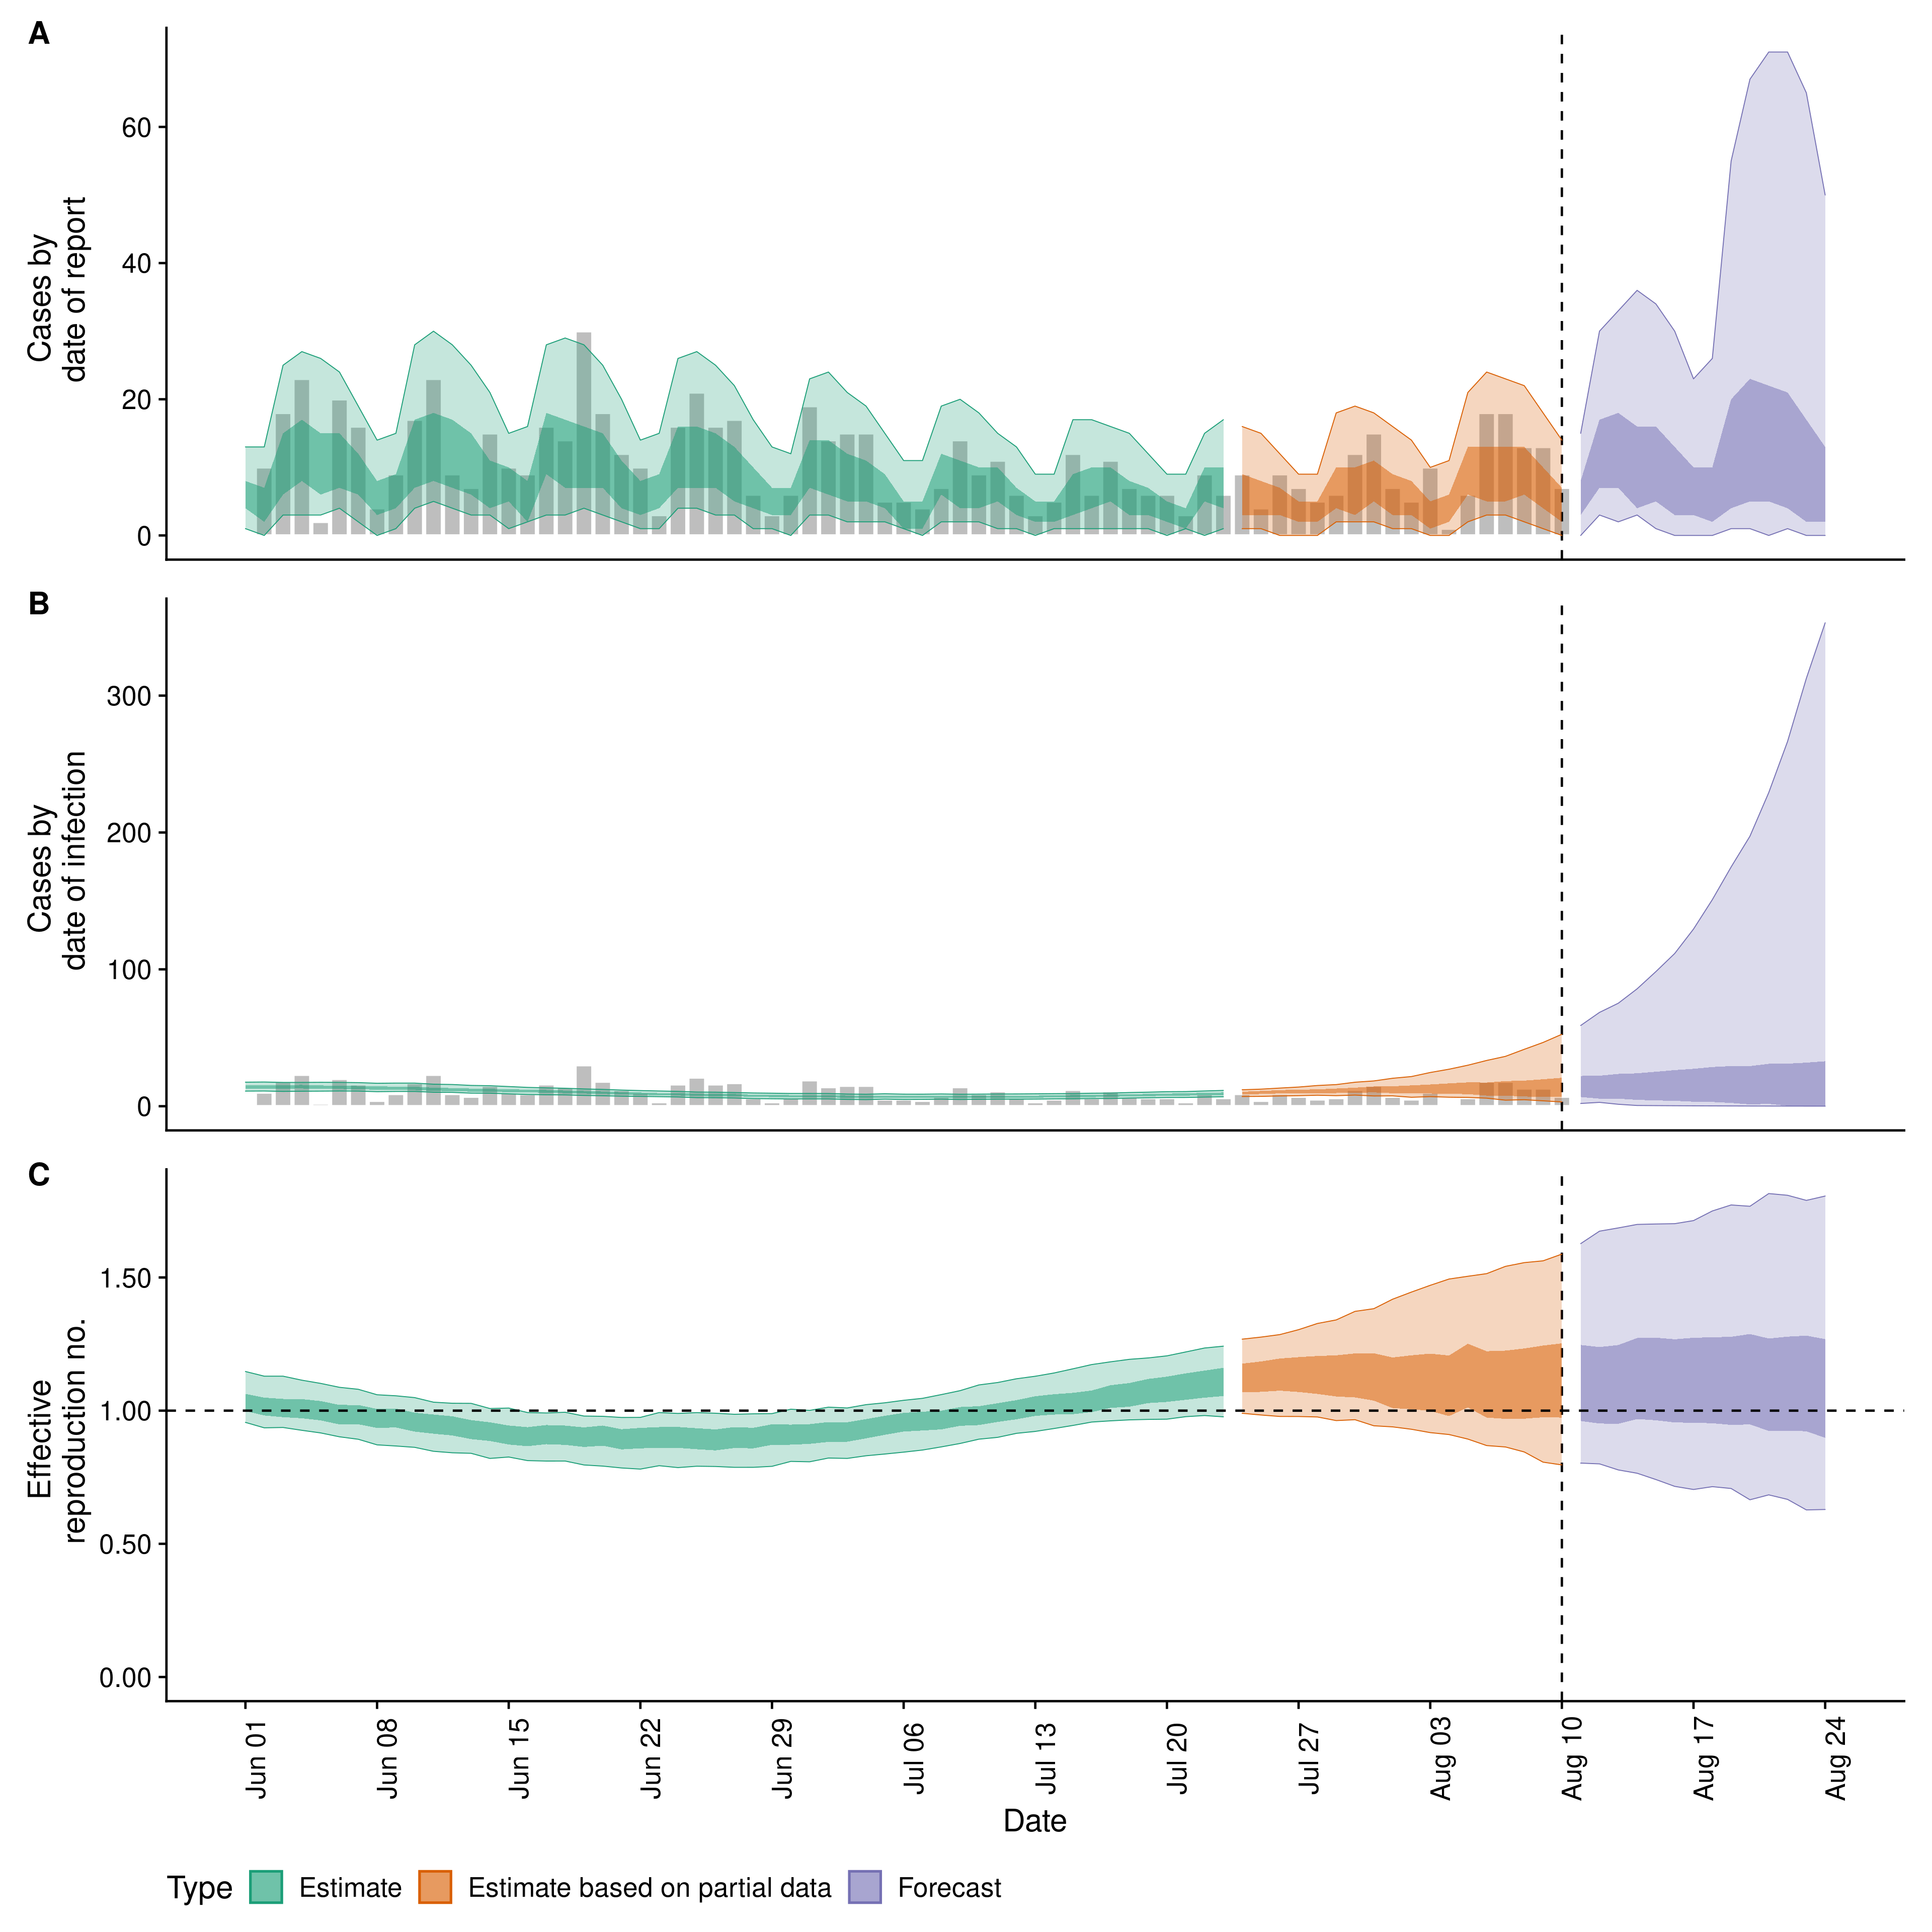 A
Cases by
date of report
60
40
20
0
B
Cases by
date of infection
300
200
100
0
C
Effective
reproduction no.
1.50
1.00
0.50
0.00
Jun 01
Jun 08
Jun 15
Jun 22
Jun 29
Jul 06
Jul 13
Jul 20
Jul 27
Aug 03
Aug 10
Aug 17
Aug 24
Date
Type Estimate Estimate based on partial data Forecast